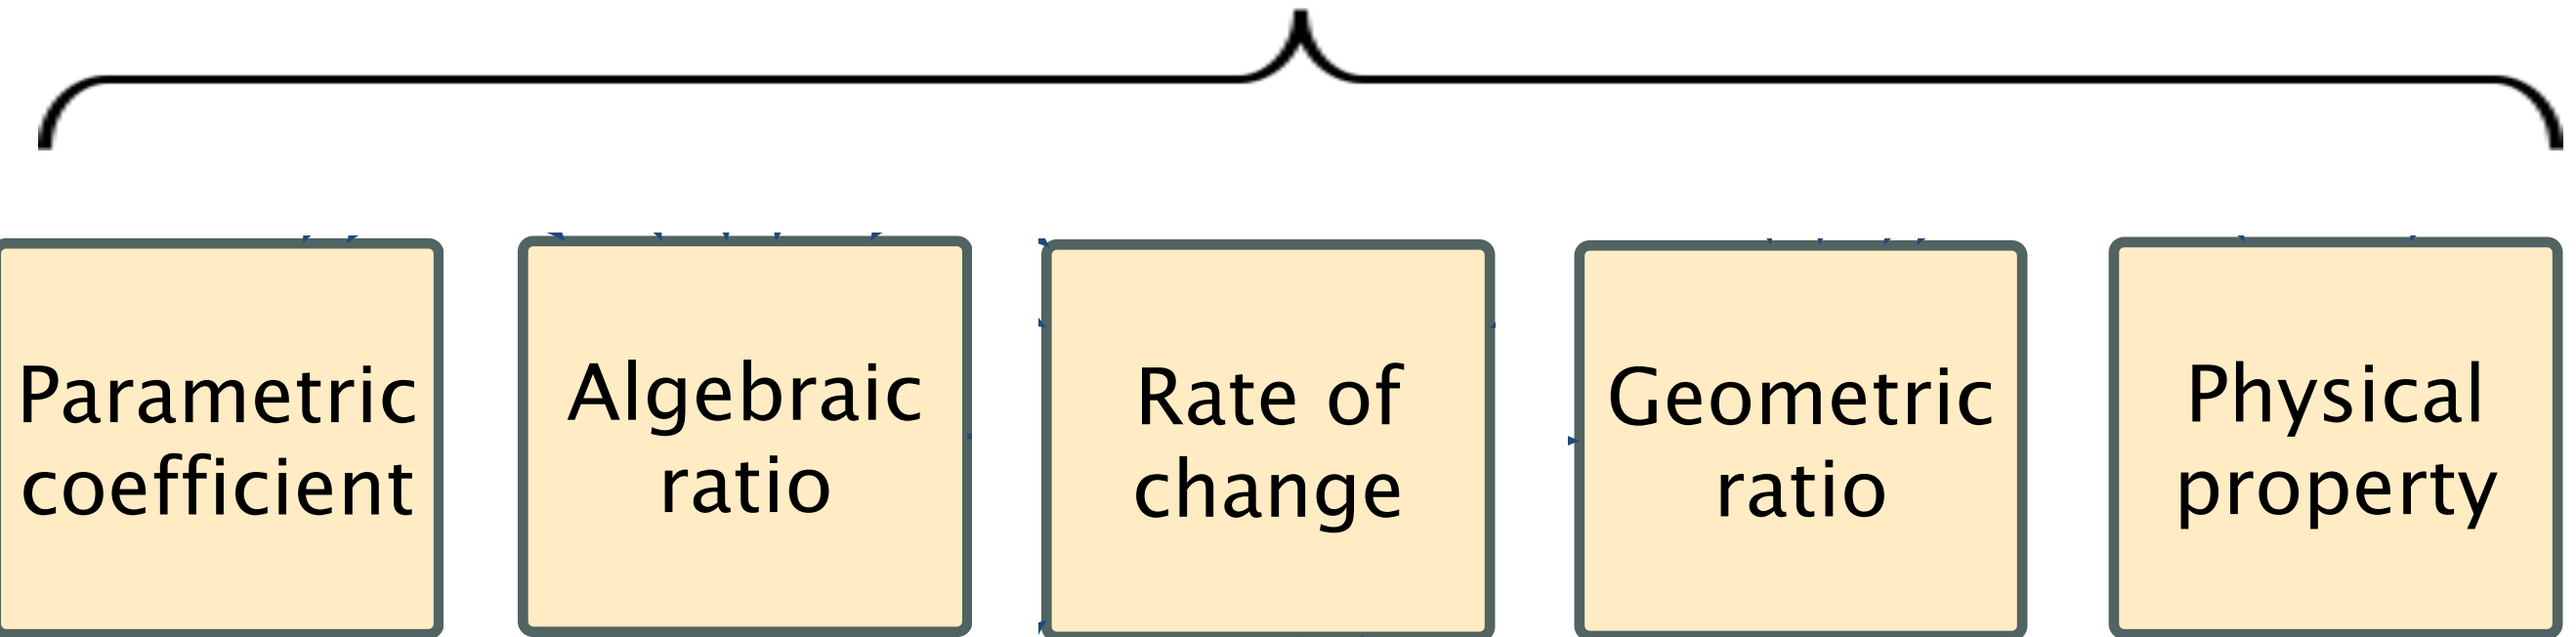 Parametric
coefficient
Algebraic
ratio
Rate of
change
Geometric
ratio
Physical
property